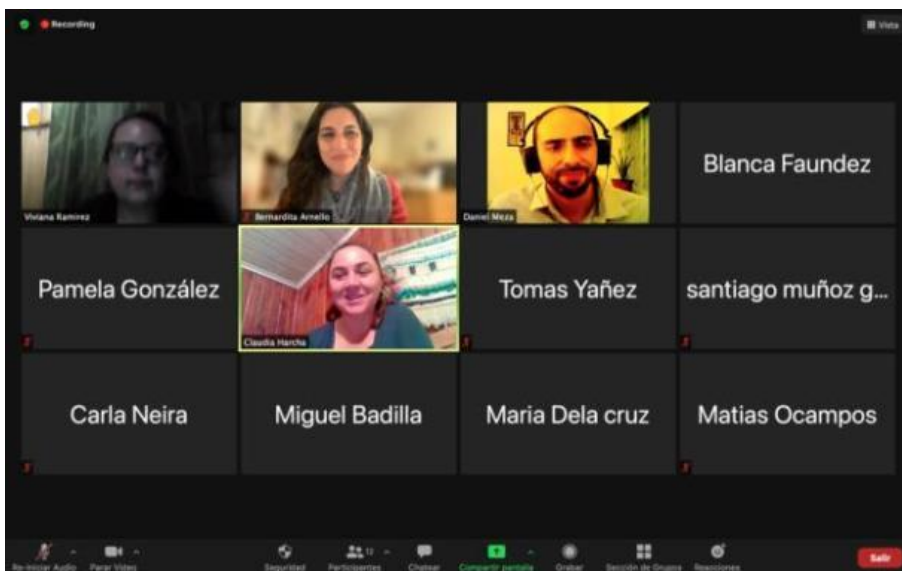 Recording
Vista
Viviana Ramirez
Bernardita Arnello
Daniel Meza
Blanca Faundez
Pamela González
Claudia Harcha
Tomas Yañez
santiago muñoz g...
Carla Neira
Miguel Badilla
Maria Dela cruz
Matias Ocampos
Re-iniciar Audio
Parar Video
Seguridad
Participantes
12
Chatear
Compartir pantalla
Grabar
Sección de Grupos
Reacciones
Salir